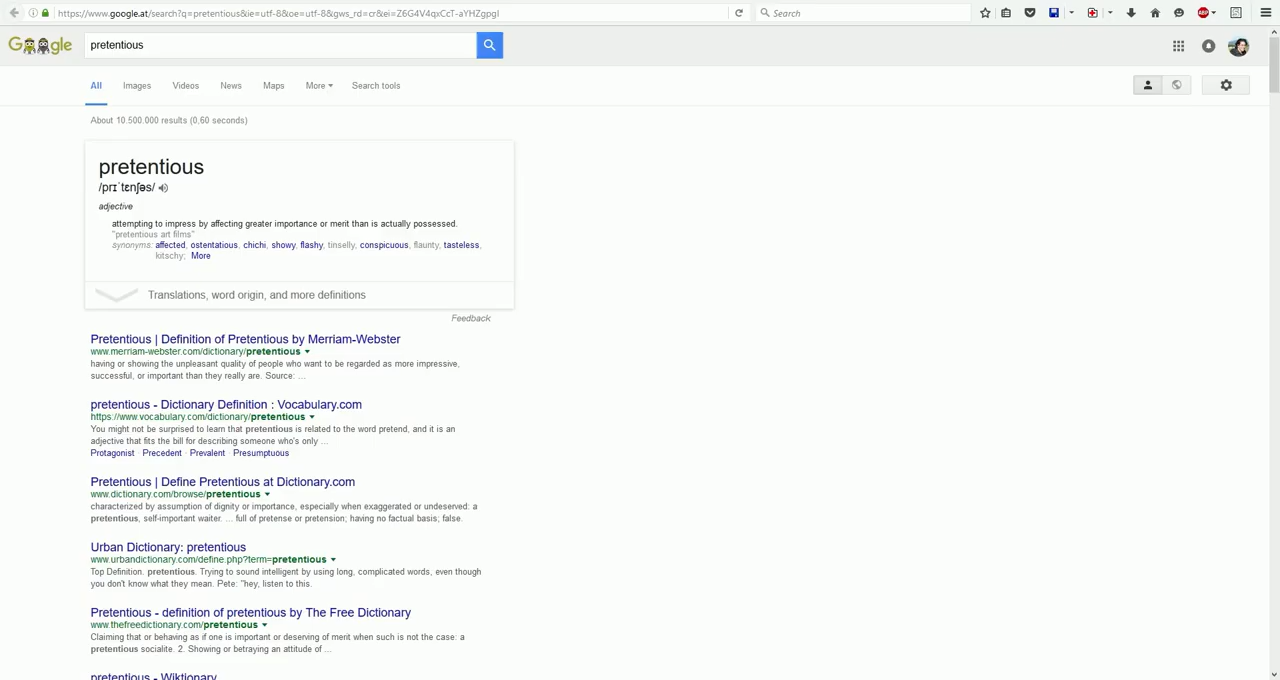 https://www.google.at/search?q=pretentious&ie=utf-8&oe=utf-8&gws_rd=cr&ei=Z6G4V4qxCcT-aYHZgpgI
Search
Google
pretentious
All Images Videos News Maps More Search tools
About 10.500.000 results (0,60 seconds)
pretentious
/prɪˈtɛnʃəs/
adjective
attempting to impress by affecting greater importance or merit than is actually possessed.
"pretentious art films"
synonyms: affected, ostentatious, chichi, showy, flashy, tinselly, conspicuous, flaunty, tasteless,
kitschy; More
Translations, word origin, and more definitions
Feedback
Pretentious | Definition of Pretentious by Merriam-Webster
www.merriam-webster.com/dictionary/pretentious
having or showing the unpleasant quality of people who want to be regarded as more impressive,
successful, or important than they really are. Source: ...
pretentious - Dictionary Definition : Vocabulary.com
https://www.vocabulary.com/dictionary/pretentious
You might not be surprised to learn that pretentious is related to the word pretend, and it is an
adjective that fits the bill for describing someone who's only ...
Protagonist · Precedent · Prevalent · Presumptuous
Pretentious | Define Pretentious at Dictionary.com
www.dictionary.com/browse/pretentious
characterized by assumption of dignity or importance, especially when exaggerated or undeserved: a
pretentious, self-important waiter. ... full of pretense or pretension; having no factual basis; false.
Urban Dictionary: pretentious
www.urbandictionary.com/define.php?term=pretentious
Top Definition. pretentious. Trying to sound intelligent by using long, complicated words, even though
you don't know what they mean. Pete: "hey, listen to this.
Pretentious - definition of pretentious by The Free Dictionary
www.thefreedictionary.com/pretentious
Claiming that or behaving as if one is important or deserving of merit when such is not the case: a
pretentious socialite. 2. Showing or betraying an attitude of ...
pretentious - Wiktionary